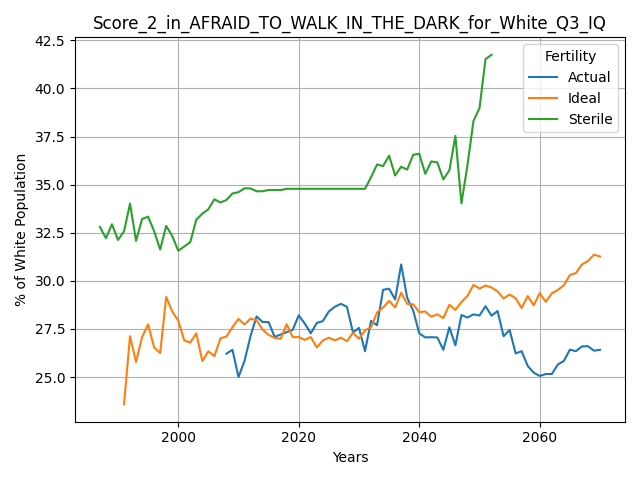 Score_2_in_AFRAID_TO_WALK_IN_THE_DARK_for_White_Q3_IQ
Fertility
Actual
Ideal
Sterile
% of White Population
42.5
40.0
37.5
35.0
32.5
30.0
27.5
25.0
2000
2020
2040
2060
Years